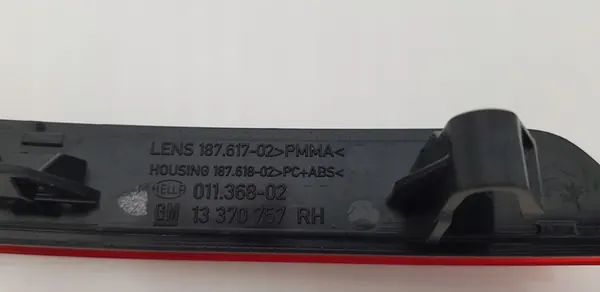 LENS 187.617-02>PMMA<
HOUSING 187.618-02>PC+ABS<
HELLA 011.368-02
GM 13 370 757 RH